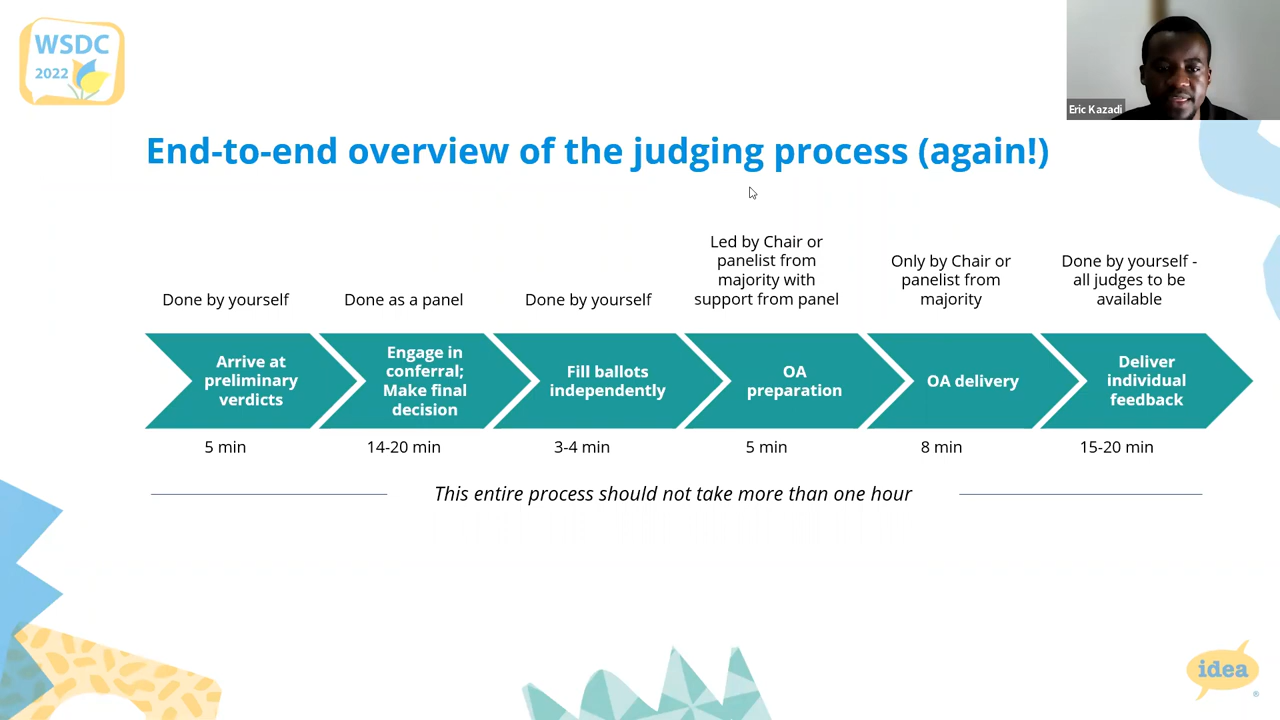 WSDC
2022
Eric Kazadi
End-to-end overview of the judging process (again!)
Done by yourself
Done as a panel
Done by yourself
Led by Chair or
panelist from
majority with
support from panel
Only by Chair or
panelist from
majority
Done by yourself -
all judges to be
available
Arrive at
preliminary
verdicts
Engage in
conferral;
Make final
decision
Fill ballots
independently
OA
preparation
OA delivery
Deliver
individual
feedback
5 min
14-20 min
3-4 min
5 min
8 min
15-20 min
This entire process should not take more than one hour
idea
®